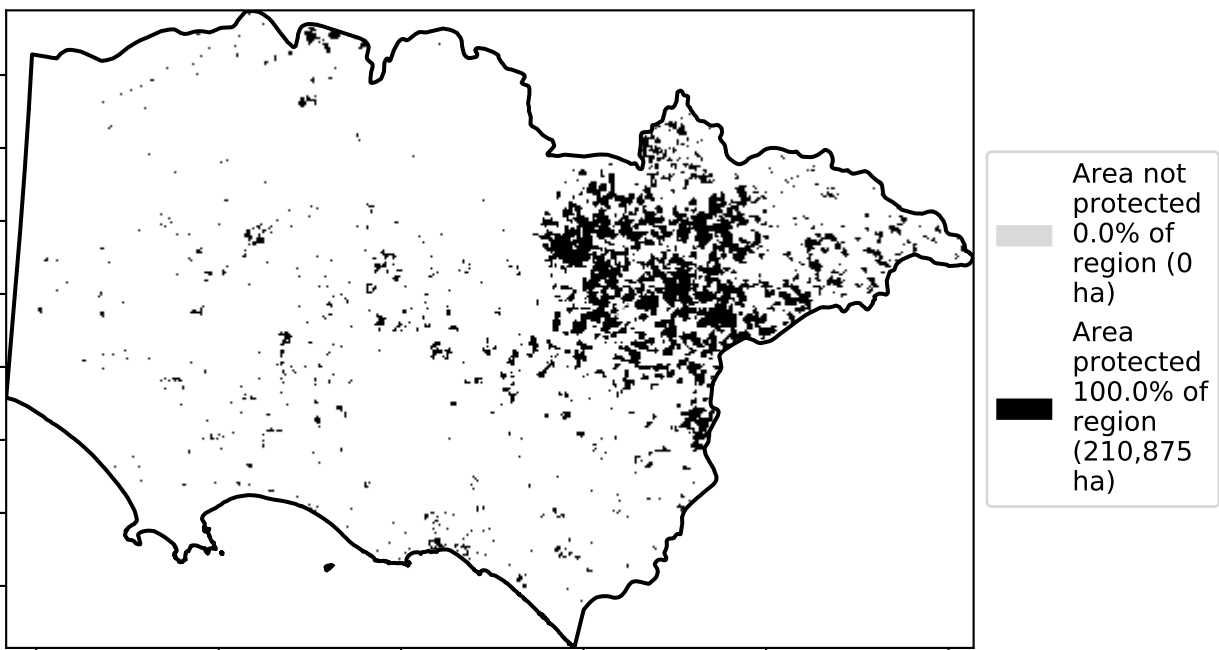 Area not
protected
0.0% of
region (0
ha)
Area
protected
100.0% of
region
(210,875
ha)